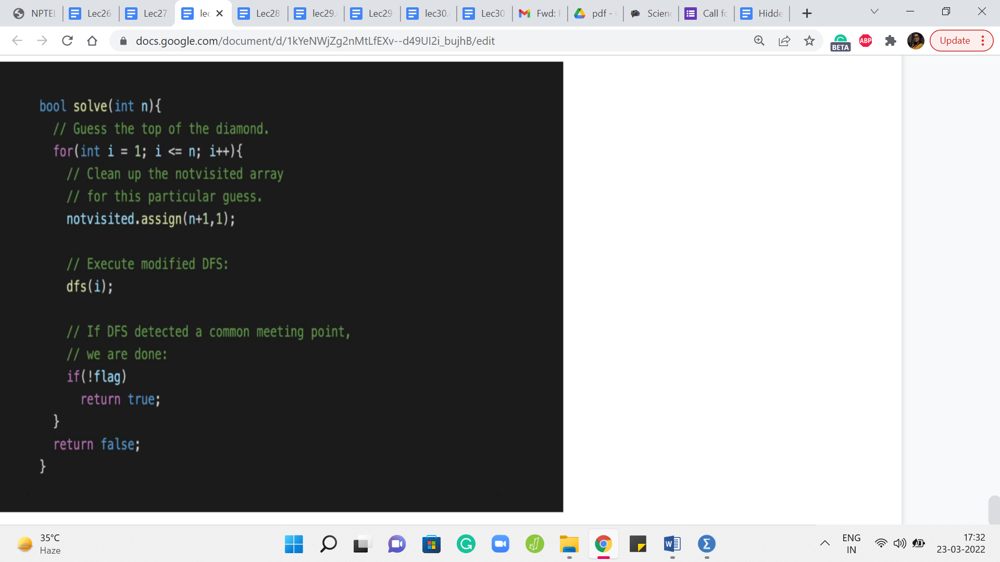 NPTEL
Lec26
Lec27
lec
Lec28
lec29.
Lec29
lec30.
Lec30
Fwd:
pdf -
Scien
Call fo
Hidde
docs.google.com/document/d/1kYeNWjZg2nMtLfEXv--d49UI2i_bujhB/edit
BETA
ABP
Update
bool solve(int n){
// Guess the top of the diamond.
for(int i = 1; i <= n; i++){
// Clean up the notvisited array
// for this particular guess.
notvisited.assign(n+1,1);
// Execute modified DFS:
dfs(i);
// If DFS detected a common meeting point,
// we are done:
if(!flag)
return true;
}
return false;
}
35°C
Haze
ENG
IN
17:32
23-03-2022